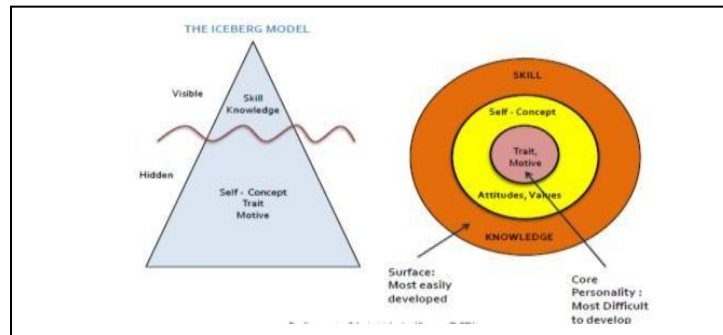 THE ICEBERG MODEL
Visible
Skill
Knowledge
Hidden
Self - Concept
Trait
Motive
SKILL
Self - Concept
Trait,
Motive
Attitudes, Values
KNOWLEDGE
Surface:
Most easily
developed
Core
Personality :
Most Difficult
to develop